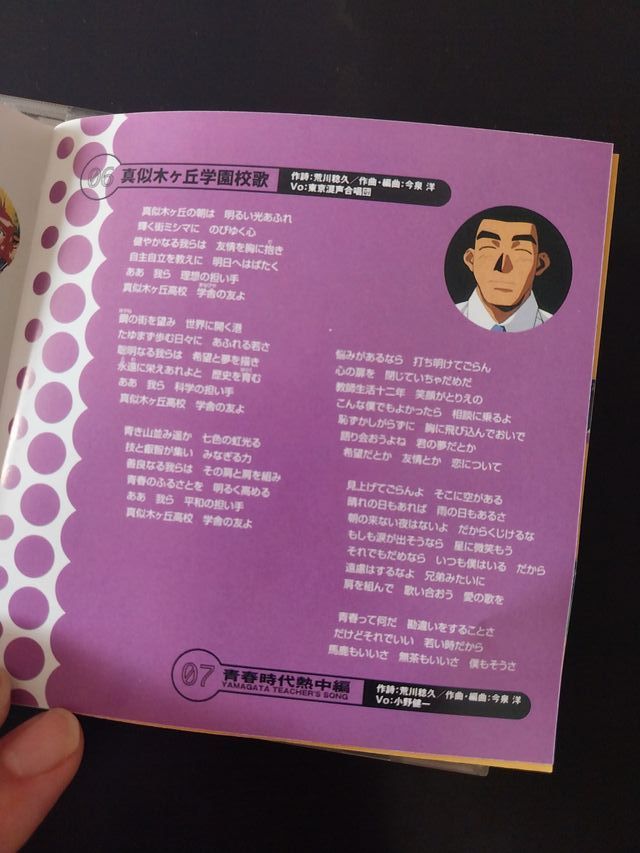 06 真似木ヶ丘学園校歌
作詩：荒川稔久／作曲・編曲：今泉 洋
Vo：東京混声合唱団
真似木ヶ丘の朝は 明るい光あふれ
輝く街ミシマに のびゆく心
健やかなる我らは 友情を胸に抱き
自主自立を教えに 明日へはばたく
ああ 我ら 理想の担い手
真似木ヶ丘高校 学舎の友よ
鋼の街を望み 世界に開く港
たゆまず歩む日々に あふれる若さ
聡明なる我らは 希望と夢を描き
永遠に栄えあれよと 歴史を育む
ああ 我ら 科学の担い手
真似木ヶ丘高校 学舎の友よ
青き山並み遥か 七色の虹光る
技と叡智が集い みなぎる力
善良なる我らは その肩と肩を組み
青春のふるさとを 明るく高める
ああ 我ら 平和の担い手
真似木ヶ丘高校 学舎の友よ
悩みがあるなら 打ち明けてごらん
心の扉を 閉じていちゃだめだ
教師生活十二年 笑顔がとりえの
こんな僕でもよかったら 相談に乗るよ
恥ずかしがらずに 胸に飛び込んでおいで
語り会おうよね 君の夢だとか
希望だとか 友情とか 恋について
見上げてごらんよ そこに空がある
晴れの日もあれば 雨の日もあるさ
朝の来ない夜はないよ だからくじけるな
もしも涙が出そうなら 星に微笑もう
それでもだめなら いつも僕はいる だから
遠慮はするなよ 兄弟みたいに
肩を組んで 歌い合おう 愛の歌を
青春って何だ 勘違いをすることさ
だけどそれでいい 若い時だから
馬鹿もいいさ 無茶もいいさ 僕もそうさ
07 青春時代熱中編
YAMAGATA TEACHER'S SONG
作詩：荒川稔久／作曲・編曲：今泉 洋
Vo：小野健一